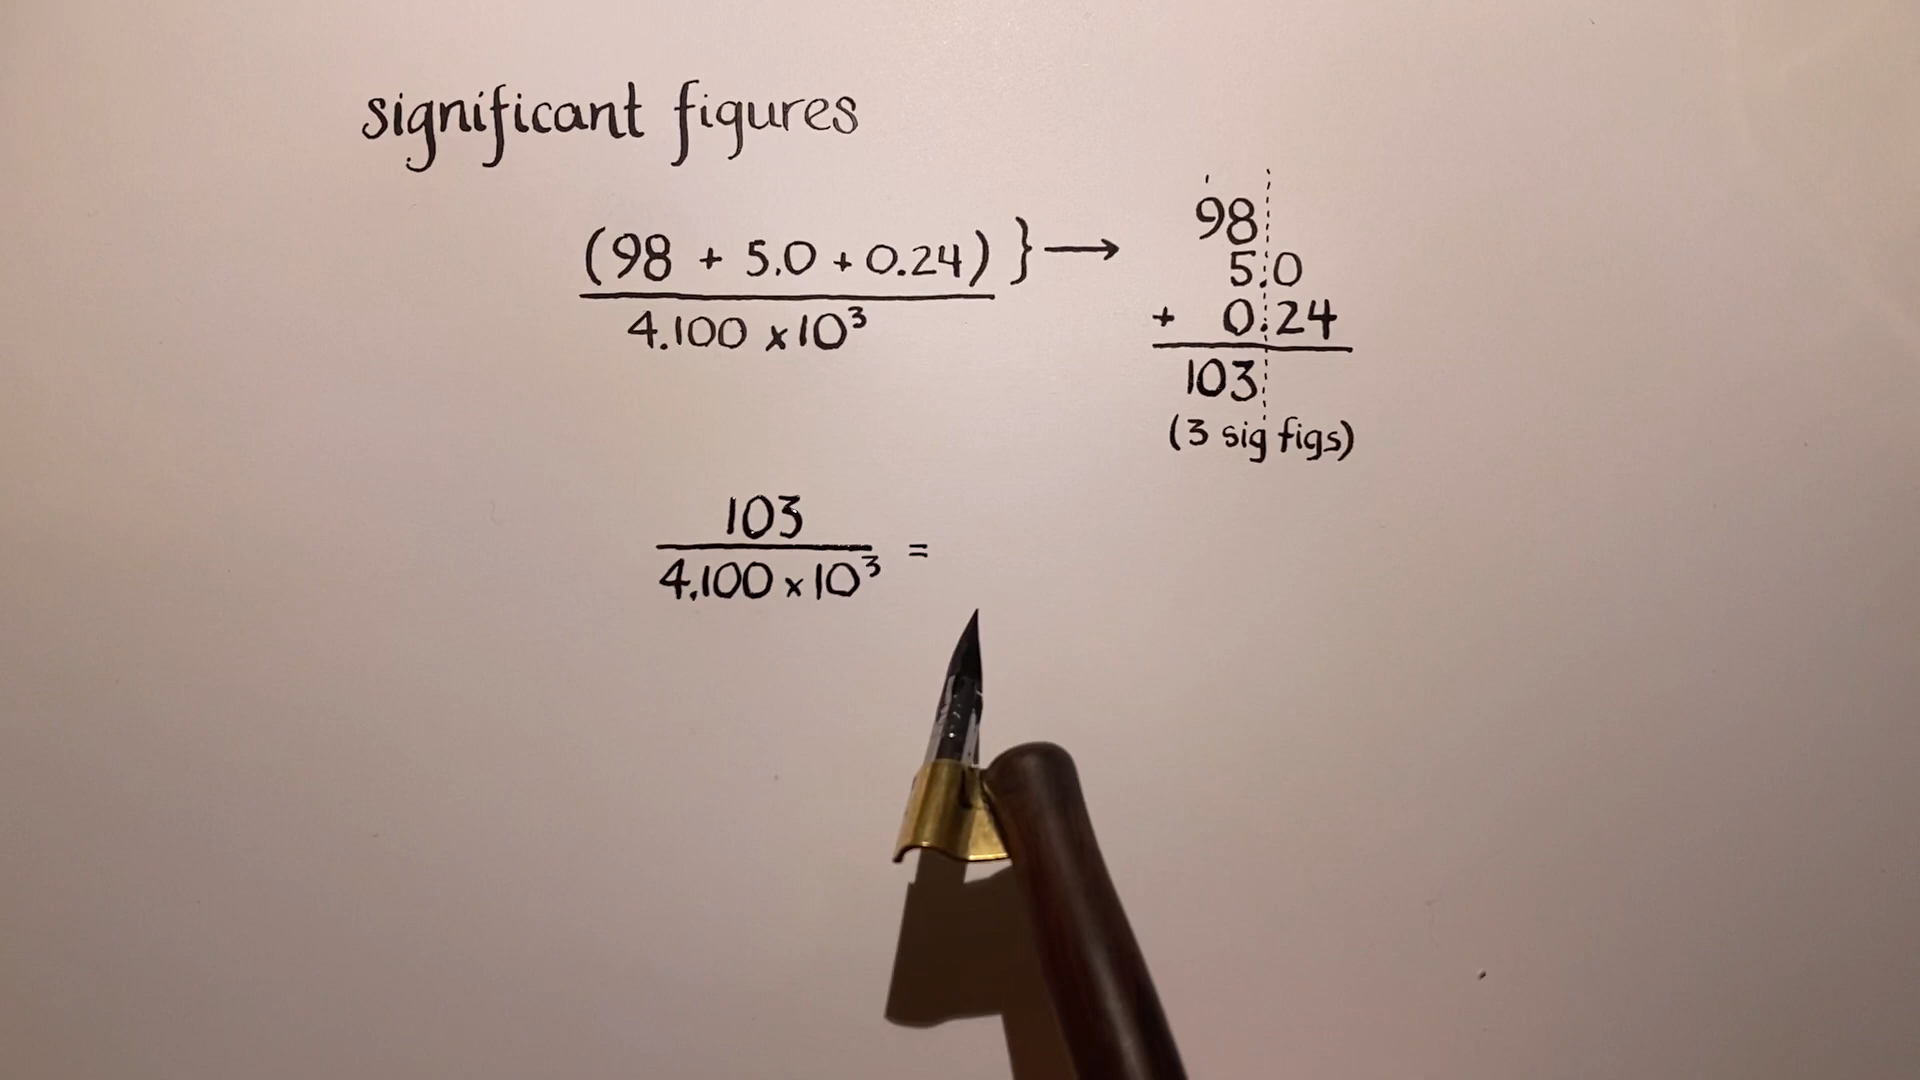 significant figures
(98 + 5.0 + 0.24) } →
4.100 x 10³
98
5.0
+ 0.24
103
(3 sig figs)
103
4.100 x 10³ =